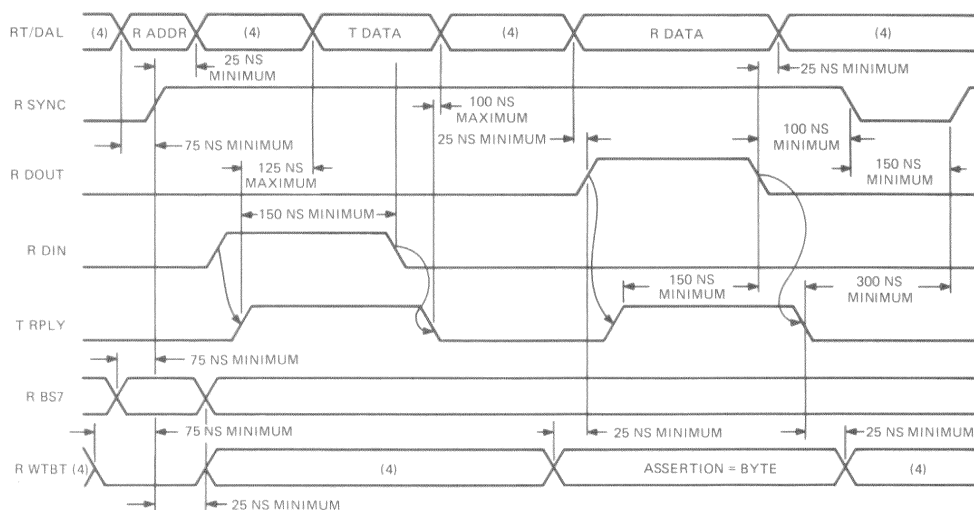 RT/DAL (4) R ADDR (4) T DATA (4) R DATA (4)
25 NS
MINIMUM
25 NS MINIMUM
R SYNC
100 NS
MAXIMUM
75 NS MINIMUM
25 NS MINIMUM
100 NS
MINIMUM
125 NS
MAXIMUM
150 NS
MINIMUM
R DOUT
150 NS MINIMUM
R DIN
150 NS
MINIMUM
300 NS
MINIMUM
T RPLY
75 NS MINIMUM
R BS7
75 NS MINIMUM
25 NS MINIMUM
25 NS MINIMUM
R WTBT (4) (4) ASSERTION = BYTE (4)
25 NS MINIMUM